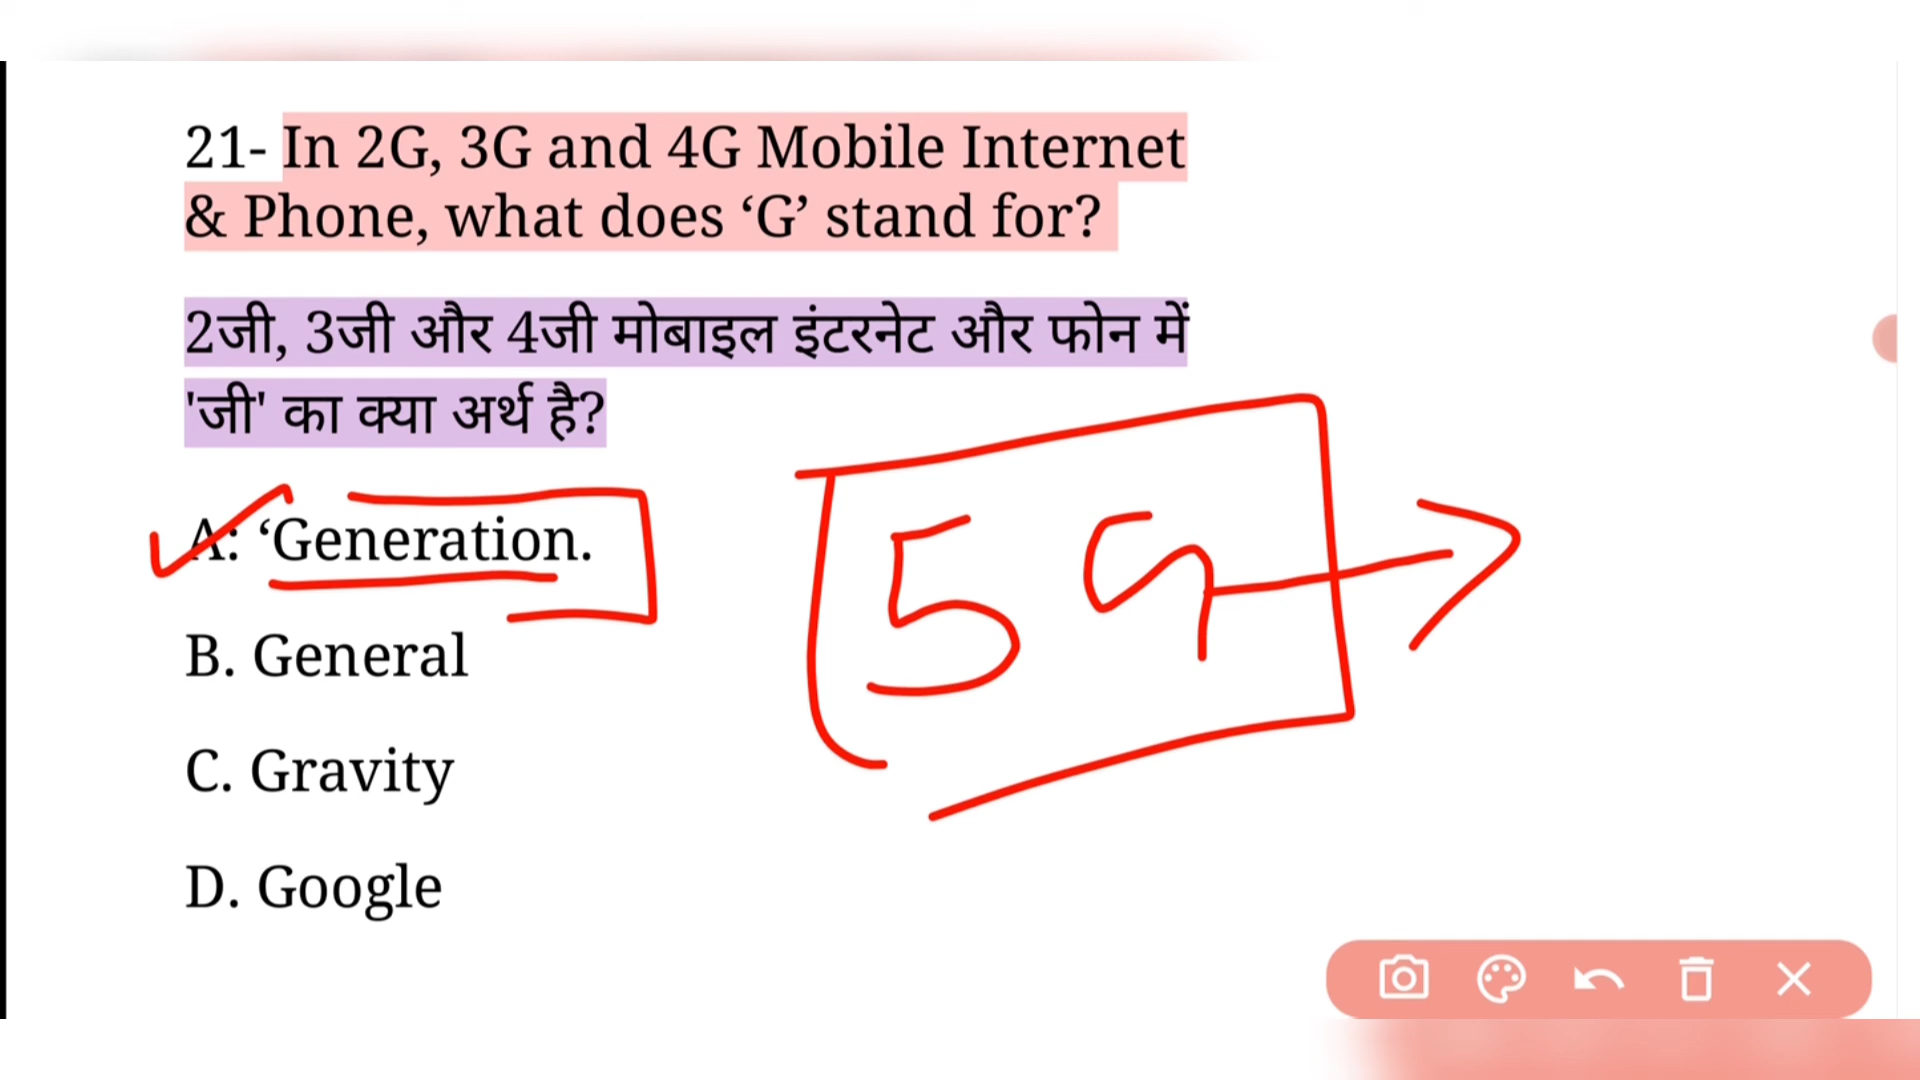 21- In 2G, 3G and 4G Mobile Internet
& Phone, what does ‘G’ stand for?
2जी, 3जी और 4जी मोबाइल इंटरनेट और फोन में
'जी' का क्या अर्थ है?
A: ‘Generation.
5G
B. General
C. Gravity
D. Google